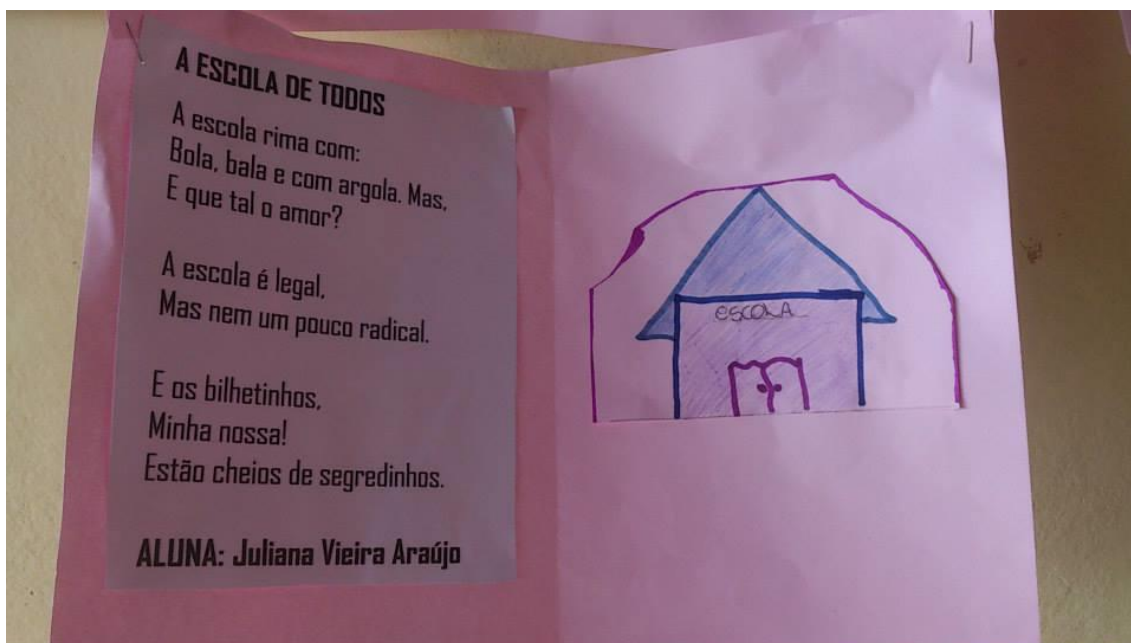 A ESCOLA DE TODOS
A escola rima com:
Bola, bala e com argola. Mas,
E que tal o amor?
A escola é legal,
Mas nem um pouco radical.
E os bilhetinhos,
Minha nossa!
Estão cheios de segredinhos.
ALUNA: Juliana Vieira Araújo
ESCOLA